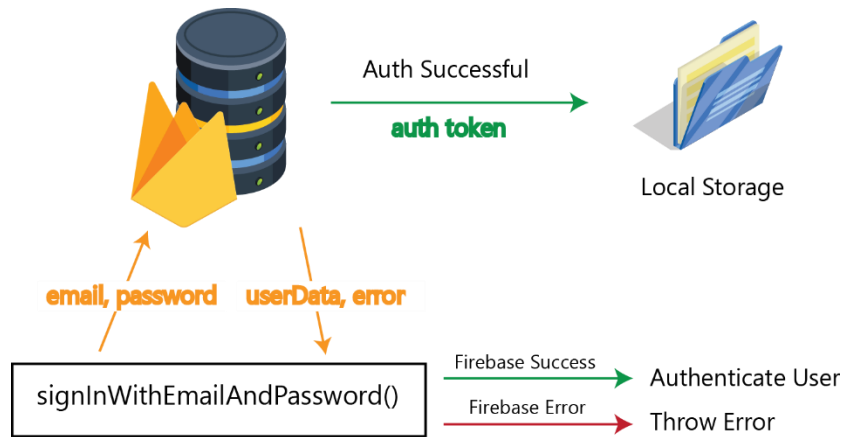 Auth Successful
auth token
Local Storage
email, password
userData, error
signInWithEmailAndPassword()
Firebase Success
Authenticate User
Firebase Error
Throw Error